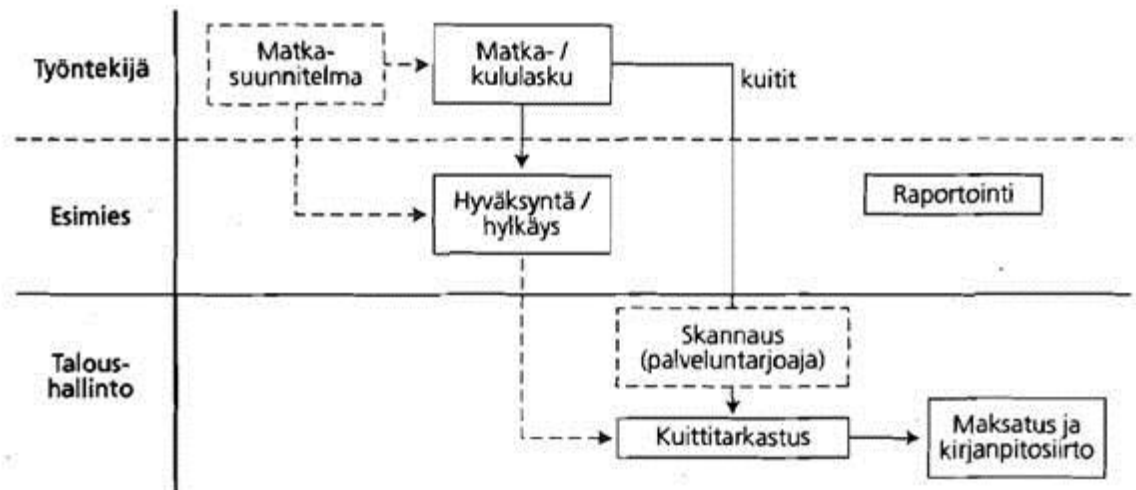 Työntekijä
Matka-
suunnitelma
Matka- /
kululasku
kuitit
Esimies
Hyväksyntä /
hylkäys
Raportointi
Talous-
hallinto
Skannaus
(palveluntarjoaja)
Kuittitarkastus
Maksatus ja
kirjanpitosiirto